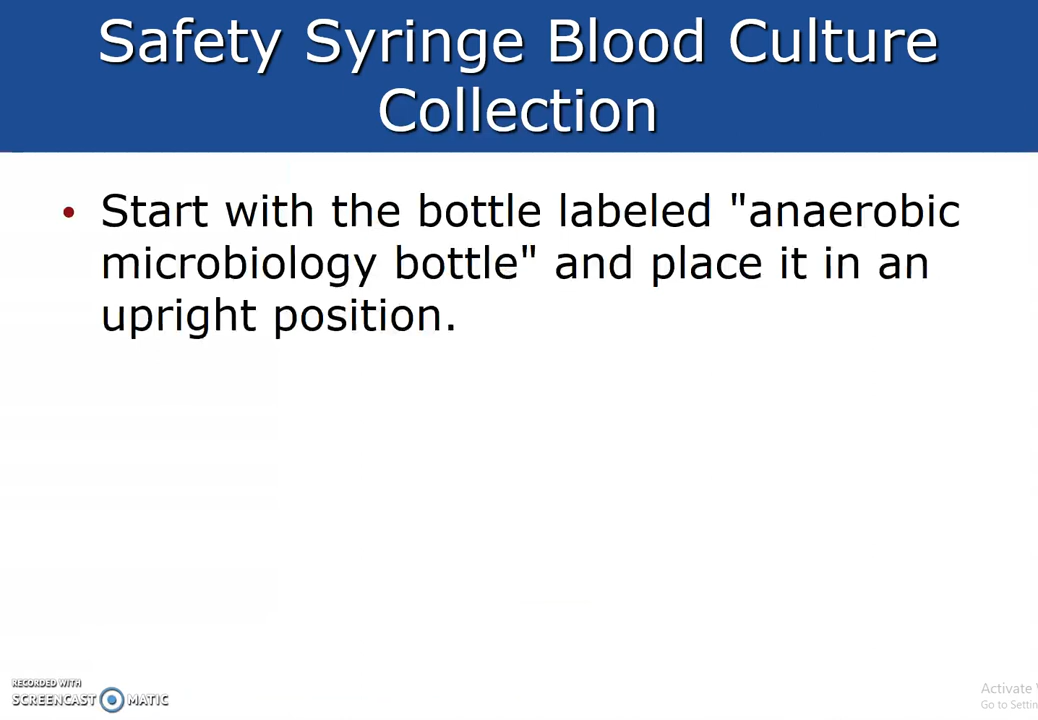 Safety Syringe Blood Culture
Collection
• Start with the bottle labeled "anaerobic
microbiology bottle" and place it in an
upright position.
RECORDED WITH
SCREENCAST MATIC
Activate
Go to Settin